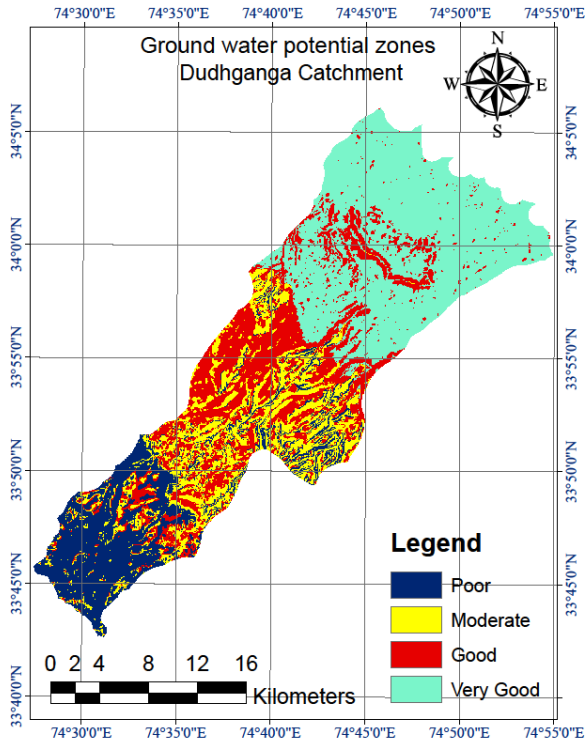 74°30'0"E 74°35'0"E 74°40'0"E 74°45'0"E 74°50'0"E 74°55'0"E
Ground water potential zones
Dudhganga Catchment
N
W E
S
34°5'0"N 34°5'0"N
34°0'0"N 34°0'0"N
33°55'0"N 33°55'0"N
33°50'0"N 33°50'0"N
33°45'0"N 33°45'0"N
33°40'0"N 33°40'0"N
Legend
Poor
Moderate
Good
Very Good
0 2 4 8 12 16
Kilometers
74°30'0"E 74°35'0"E 74°40'0"E 74°45'0"E 74°50'0"E 74°55'0"E